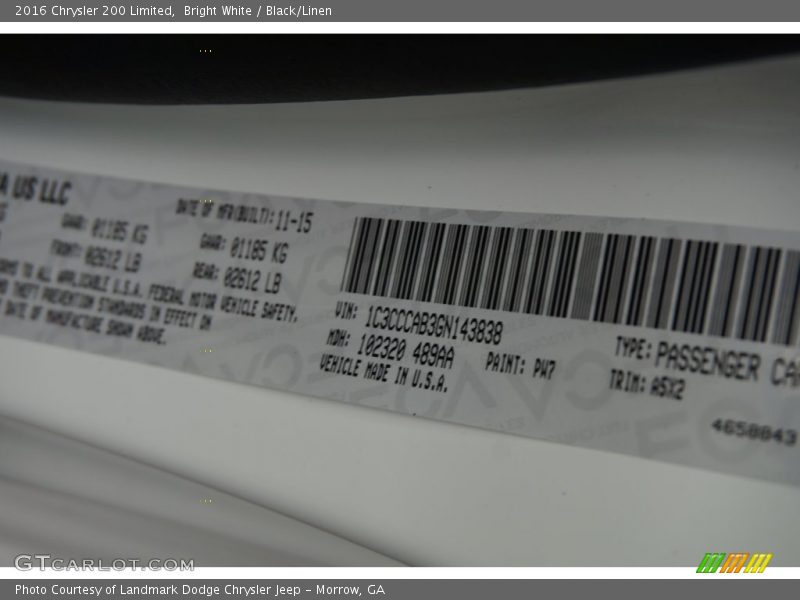 2016 Chrysler 200 Limited, Bright White / Black/Linen
A US LLC
DATE OF MFR(BUILT): 11-15
GAWR: 01185 KG
GAWR: 01185 KG
FRONT: 02612 LB
REAR: 02612 LB
TO ALL APPLICABLE U.S.A. FEDERAL MOTOR VEHICLE SAFETY,
THEFT PREVENTION STANDARDS IN EFFECT ON
DATE OF MANUFACTURE SHOWN ABOVE.
VIN: 1C3CCCAB3GN143838
TYPE: PASSENGER CA
MDH: 102320 489AA
PAINT: PW7
TRIM: A5X2
VEHICLE MADE IN U.S.A.
4658843
GTCARLOT.COM
Photo Courtesy of Landmark Dodge Chrysler Jeep – Morrow, GA